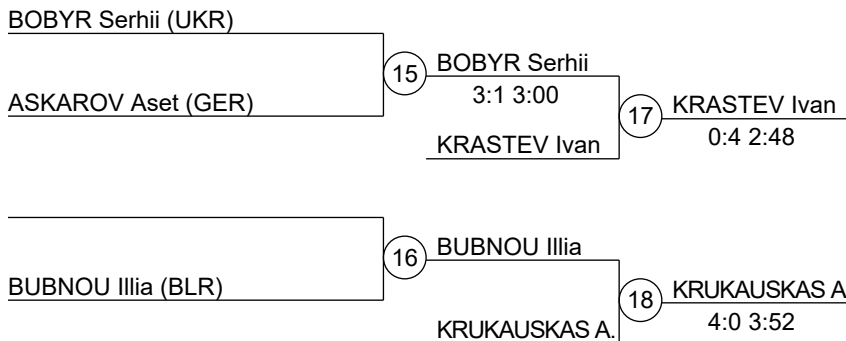 BOBYR Serhii (UKR)
15
BOBYR Serhii
3:1 3:00
ASKAROV Aset (GER)
17
KRASTEV Ivan
0:4 2:48
KRASTEV Ivan
16
BUBNOU Illia
BUBNOU Illia (BLR)
18
KRUKAUSKAS A
4:0 3:52
KRUKAUSKAS A.